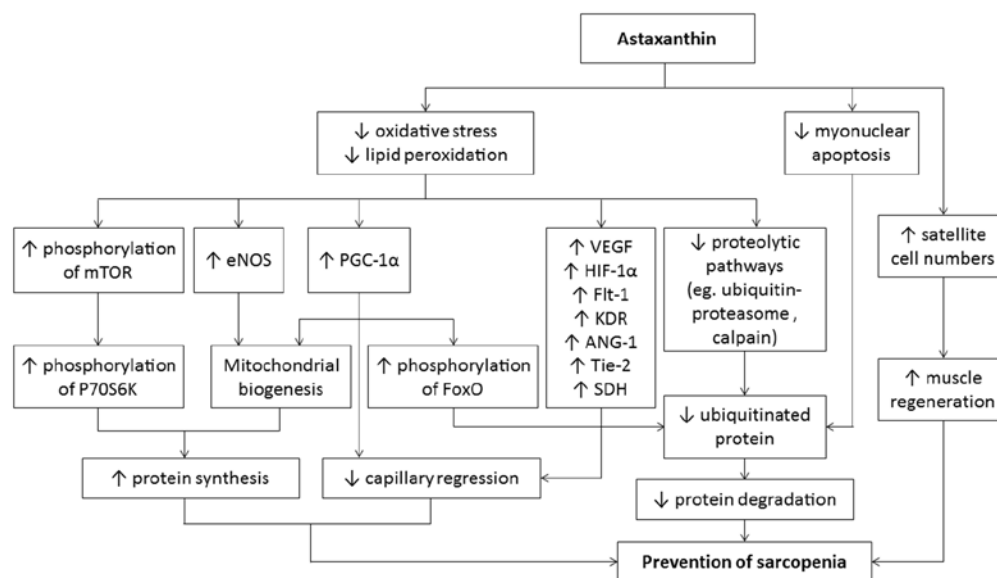 Astaxanthin
↓ oxidative stress
↓ lipid peroxidation
↓ myonuclear
apoptosis
↑ phosphorylation
of mTOR
↑ eNOS
↑ PGC-1α
↑ VEGF
↑ HIF-1α
↑ Flt-1
↑ KDR
↑ ANG-1
↑ Tie-2
↑ SDH
↓ proteolytic
pathways
(eg. ubiquitin-
proteasome ,
calpain)
↑ satellite
cell numbers
↑ phosphorylation
of P70S6K
Mitochondrial
biogenesis
↑ phosphorylation
of FoxO
↓ ubiquitinated
protein
↑ muscle
regeneration
↑ protein synthesis
↓ capillary regression
↓ protein degradation
Prevention of sarcopenia